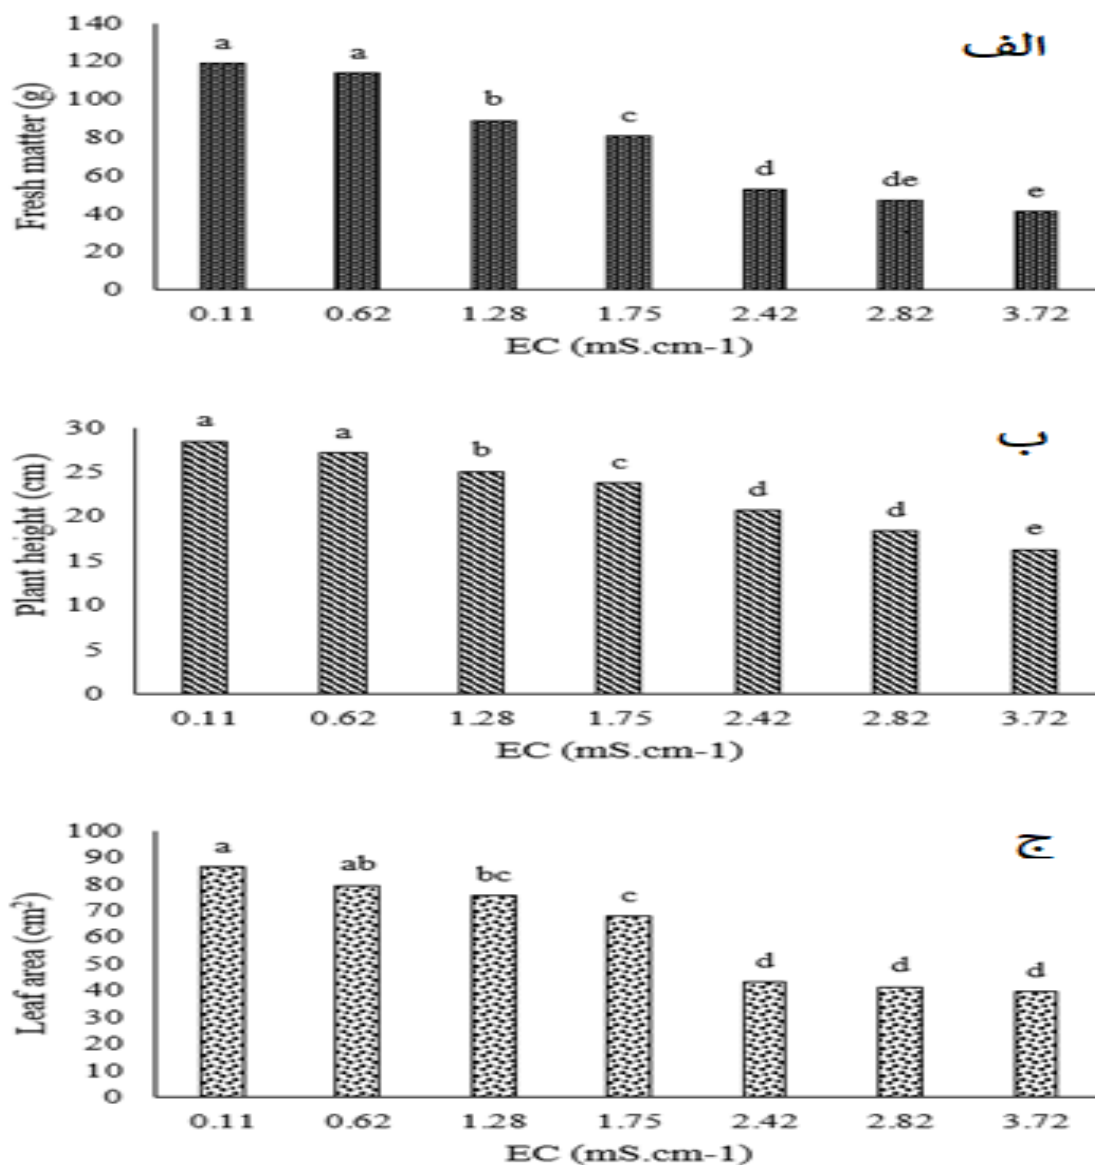 الف
Fresh matter (g)
140
120
100
80
60
40
20
0
a a b c d de e
0.11 0.62 1.28 1.75 2.42 2.82 3.72
EC (mS.cm-1)
ب
Plant height (cm)
30
25
20
15
10
5
0
a a b c d d e
0.11 0.62 1.28 1.75 2.42 2.82 3.72
EC (mS.cm-1)
ج
Leaf area (cm²)
100
90
80
70
60
50
40
30
20
10
0
a ab bc c d d d
0.11 0.62 1.28 1.75 2.42 2.82 3.72
EC (mS.cm-1)